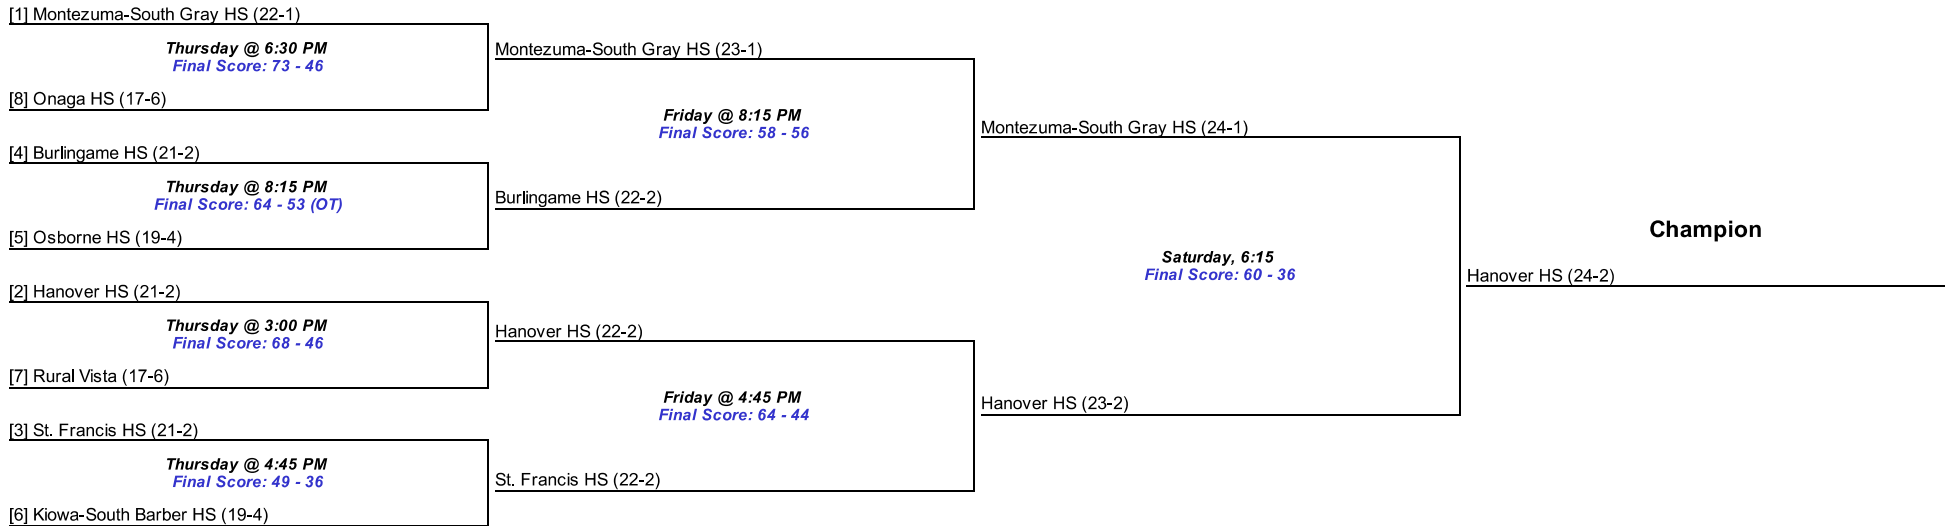 [1] Montezuma-South Gray HS (22-1)
Thursday @ 6:30 PM
Final Score: 73 - 46
[8] Onaga HS (17-6)
[4] Burlingame HS (21-2)
Thursday @ 8:15 PM
Final Score: 64 - 53 (OT)
[5] Osborne HS (19-4)
[2] Hanover HS (21-2)
Thursday @ 3:00 PM
Final Score: 68 - 46
[7] Rural Vista (17-6)
[3] St. Francis HS (21-2)
Thursday @ 4:45 PM
Final Score: 49 - 36
[6] Kiowa-South Barber HS (19-4)
Montezuma-South Gray HS (23-1)
Friday @ 8:15 PM
Final Score: 58 - 56
Burlingame HS (22-2)
Hanover HS (22-2)
Friday @ 4:45 PM
Final Score: 64 - 44
St. Francis HS (22-2)
Montezuma-South Gray HS (24-1)
Saturday, 6:15
Final Score: 60 - 36
Hanover HS (23-2)
Champion
Hanover HS (24-2)